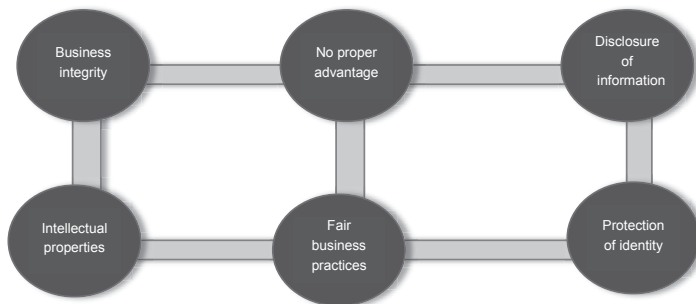 Business
integrity
No proper
advantage
Disclosure
of
information
Intellectual
properties
Fair
business
practices
Protection
of identity